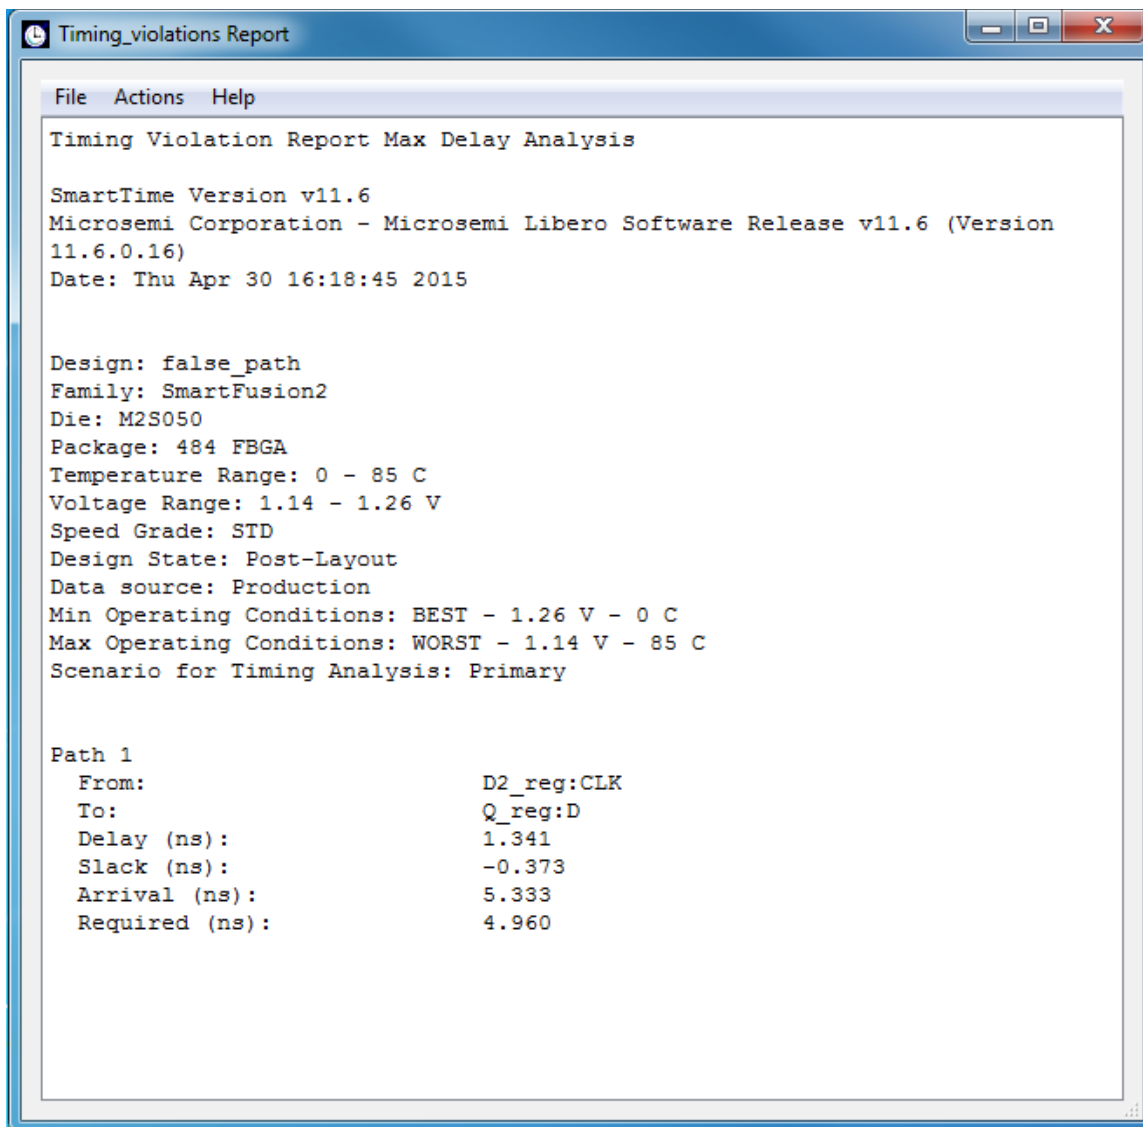 Timing_violations Report
File Actions Help
Timing Violation Report Max Delay Analysis
SmartTime Version v11.6
Microsemi Corporation - Microsemi Libero Software Release v11.6 (Version
11.6.0.16)
Date: Thu Apr 30 16:18:45 2015
Design: false_path
Family: SmartFusion2
Die: M2S050
Package: 484 FBGA
Temperature Range: 0 - 85 C
Voltage Range: 1.14 - 1.26 V
Speed Grade: STD
Design State: Post-Layout
Data source: Production
Min Operating Conditions: BEST - 1.26 V - 0 C
Max Operating Conditions: WORST - 1.14 V - 85 C
Scenario for Timing Analysis: Primary
Path 1
From: D2_reg:CLK
To: Q_reg:D
Delay (ns): 1.341
Slack (ns): -0.373
Arrival (ns): 5.333
Required (ns): 4.960